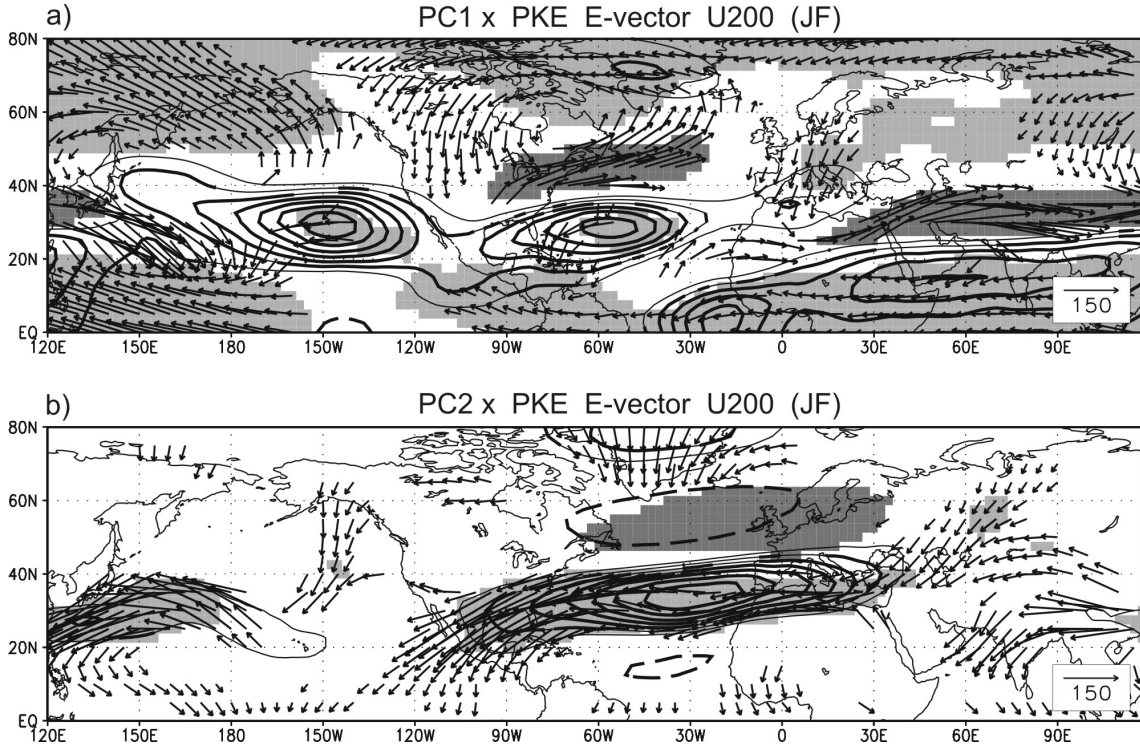 a)
PC1 x PKE E-vector U200 (JF)
80N
60N
40N
20N
EQ
150
120E 150E 180 150W 120W 90W 60W 30W 0 30E 60E 90E
b)
PC2 x PKE E-vector U200 (JF)
80N
60N
40N
20N
EQ
150
120E 150E 180 150W 120W 90W 60W 30W 0 30E 60E 90E